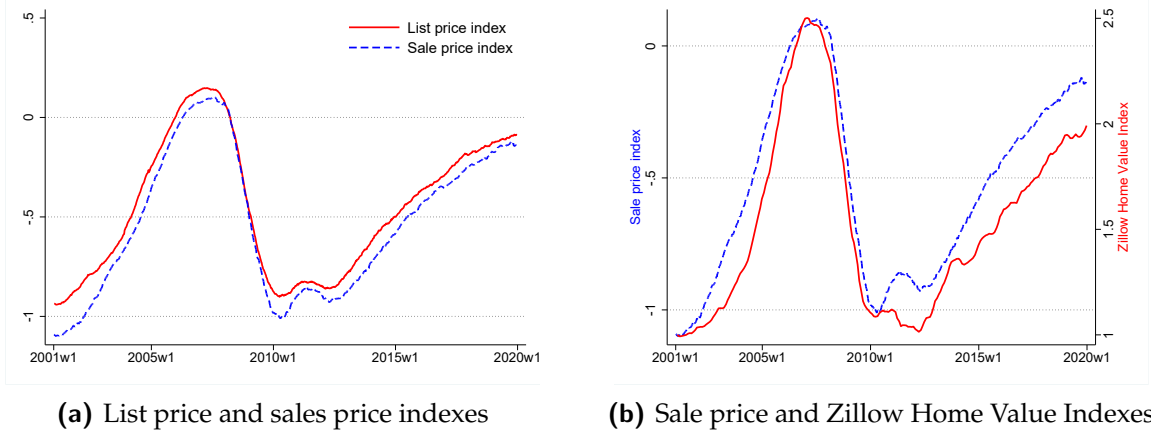 .5
0
-.5
-1
2001w1 2005w1 2010w1 2015w1 2020w1
List price index
Sale price index
(a) List price and sales price indexes
Sale price index
0
-.5
-1
2001w1 2005w1 2010w1 2015w1 2020w1
2.5
2
1.5
1
Zillow Home Value Index
(b) Sale price and Zillow Home Value Indexes